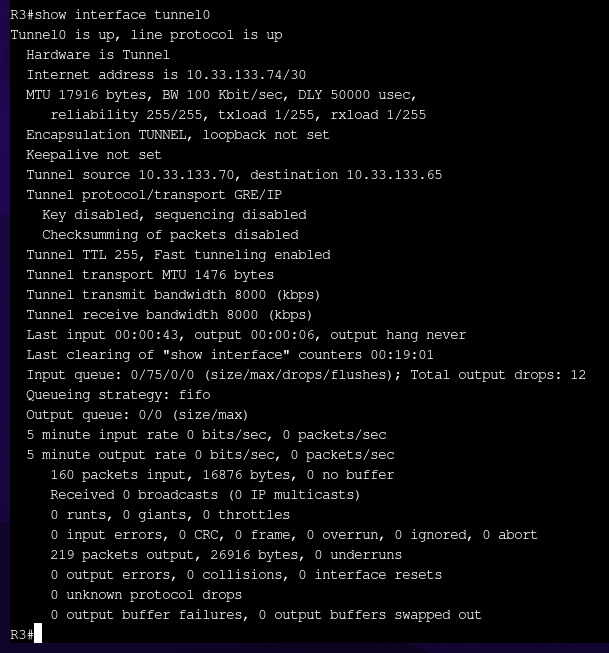 R3#show interface tunnel0
Tunnel0 is up, line protocol is up
  Hardware is Tunnel
  Internet address is 10.33.133.74/30
  MTU 17916 bytes, BW 100 Kbit/sec, DLY 50000 usec,
     reliability 255/255, txload 1/255, rxload 1/255
  Encapsulation TUNNEL, loopback not set
  Keepalive not set
  Tunnel source 10.33.133.70, destination 10.33.133.65
  Tunnel protocol/transport GRE/IP
    Key disabled, sequencing disabled
    Checksumming of packets disabled
  Tunnel TTL 255, Fast tunneling enabled
  Tunnel transport MTU 1476 bytes
  Tunnel transmit bandwidth 8000 (kbps)
  Tunnel receive bandwidth 8000 (kbps)
  Last input 00:00:43, output 00:00:06, output hang never
  Last clearing of "show interface" counters 00:19:01
  Input queue: 0/75/0/0 (size/max/drops/flushes); Total output drops: 12
  Queueing strategy: fifo
  Output queue: 0/0 (size/max)
  5 minute input rate 0 bits/sec, 0 packets/sec
  5 minute output rate 0 bits/sec, 0 packets/sec
     160 packets input, 16876 bytes, 0 no buffer
     Received 0 broadcasts (0 IP multicasts)
     0 runts, 0 giants, 0 throttles
     0 input errors, 0 CRC, 0 frame, 0 overrun, 0 ignored, 0 abort
     219 packets output, 26916 bytes, 0 underruns
     0 output errors, 0 collisions, 0 interface resets
     0 unknown protocol drops
     0 output buffer failures, 0 output buffers swapped out
R3#